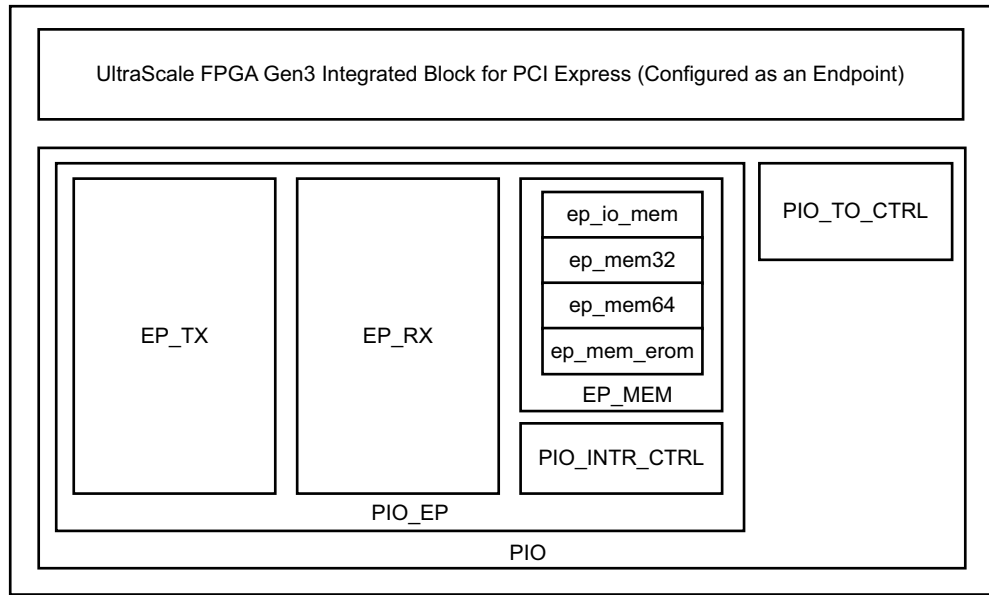 UltraScale FPGA Gen3 Integrated Block for PCI Express (Configured as an Endpoint)
EP_TX
EP_RX
ep_io_mem
ep_mem32
ep_mem64
ep_mem_erom
EP_MEM
PIO_INTR_CTRL
PIO_EP
PIO_TO_CTRL
PIO